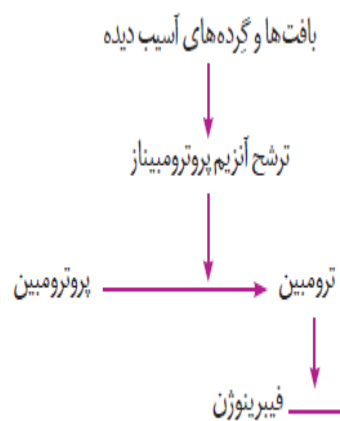 بافت‌ها و گِرده‌های آسیب دیده
ترشح آنزیم پروترومبیناز
پروترومبین
ترومبین
فیبرینوژن